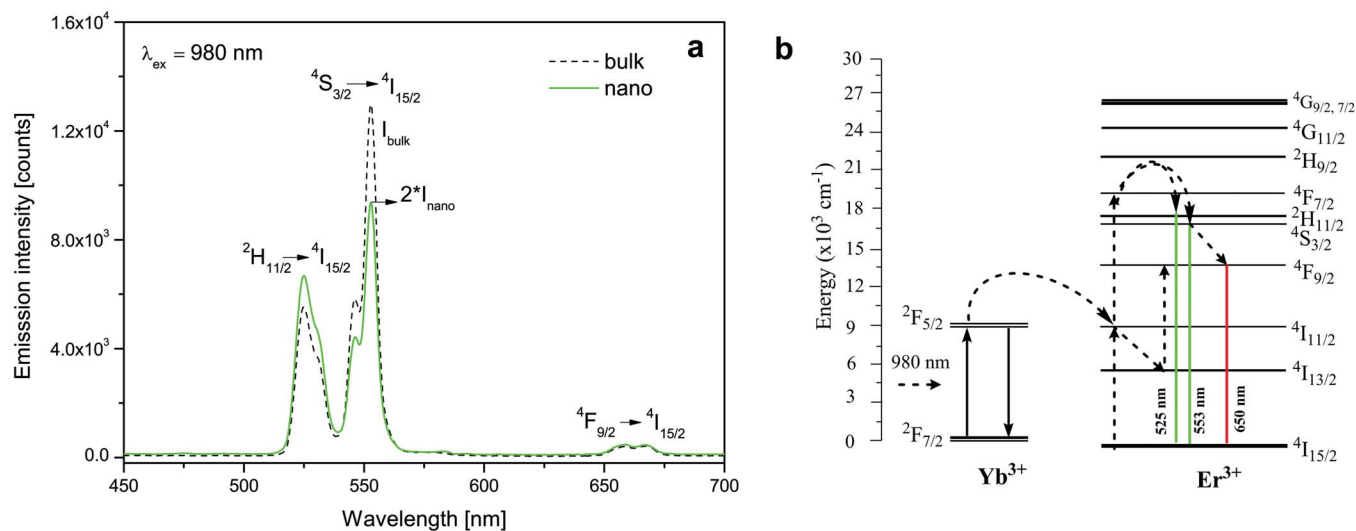 a
λex = 980 nm
bulk
nano
⁴S₃/₂ → ⁴I₁₅/₂
Ibulk
2*Inano
²H₁₁/₂ → ⁴I₁₅/₂
⁴F₉/₂ → ⁴I₁₅/₂
Emisssion intensity [counts]
1.6x10⁴
1.2x10⁴
8.0x10³
4.0x10³
0.0
450 500 550 600 650 700
Wavelength [nm]
b
Energy (x10³ cm⁻¹)
30
27
24
21
18
15
12
9
6
3
0
²F₅/₂
980 nm
²F₇/₂
Yb³⁺
⁴G₉/₂, ₇/₂
⁴G₁₁/₂
²H₉/₂
⁴F₇/₂
²H₁₁/₂
⁴S₃/₂
⁴F₉/₂
⁴I₁₁/₂
⁴I₁₃/₂
525 nm
553 nm
650 nm
⁴I₁₅/₂
Er³⁺